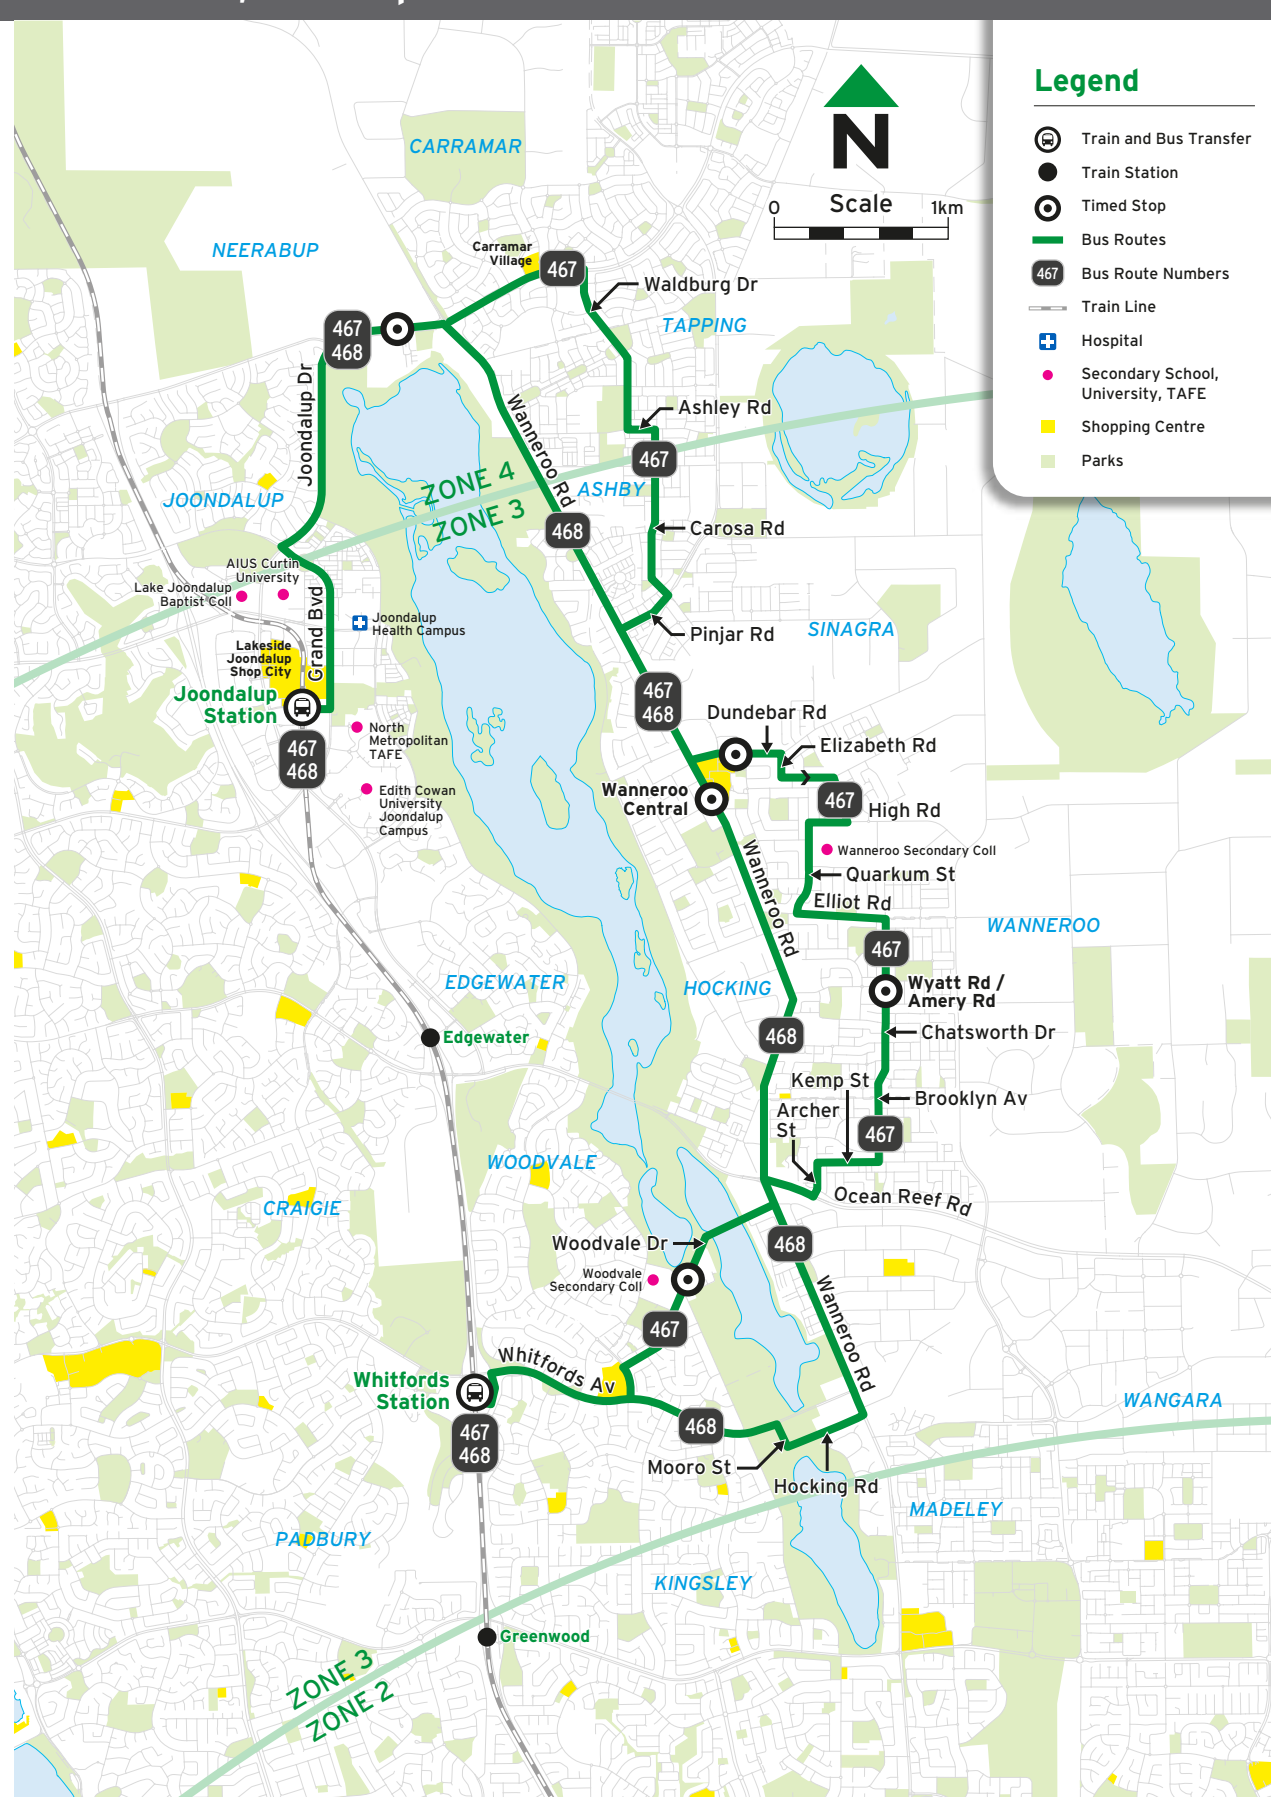 Legend
Train and Bus Transfer
Train Station
Timed Stop
Bus Routes
467
Bus Route Numbers
Train Line
Hospital
Secondary School,
University, TAFE
Shopping Centre
Parks
N
Scale
0
1km
CARRAMAR
NEERABUP
Carramar
Village
467
Waldburg Dr
TAPPING
467
468
Joondalup Dr
Wanneroo Rd
Ashley Rd
467
ZONE 4
ZONE 3
ASHBY
JOONDALUP
468
Carosa Rd
AIUS Curtin
University
Lake Joondalup
Baptist Coll
Grand Bvd
Joondalup
Health Campus
Pinjar Rd
SINAGRA
Lakeside
Joondalup
Shop City
Joondalup
Station
467
468
467
468
North
Metropolitan
TAFE
Edith Cowan
University
Joondalup
Campus
Dundebar Rd
Elizabeth Rd
Wanneroo
Central
467
High Rd
Wanneroo Rd
Wanneroo Secondary Coll
Quarkum St
Elliot Rd
WANNEROO
467
EDGEWATER
HOCKING
Wyatt Rd /
Amery Rd
Edgewater
468
Chatsworth Dr
Kemp St
Brooklyn Av
Archer
St
467
WOODVALE
CRAIGIE
Ocean Reef Rd
Woodvale Dr
468
Woodvale
Secondary Coll
467
Wanneroo Rd
Whitfords Av
Whitfords
Station
467
468
468
WANGARA
Mooro St
Hocking Rd
MADELEY
PADBURY
KINGSLEY
Greenwood
ZONE 3
ZONE 2